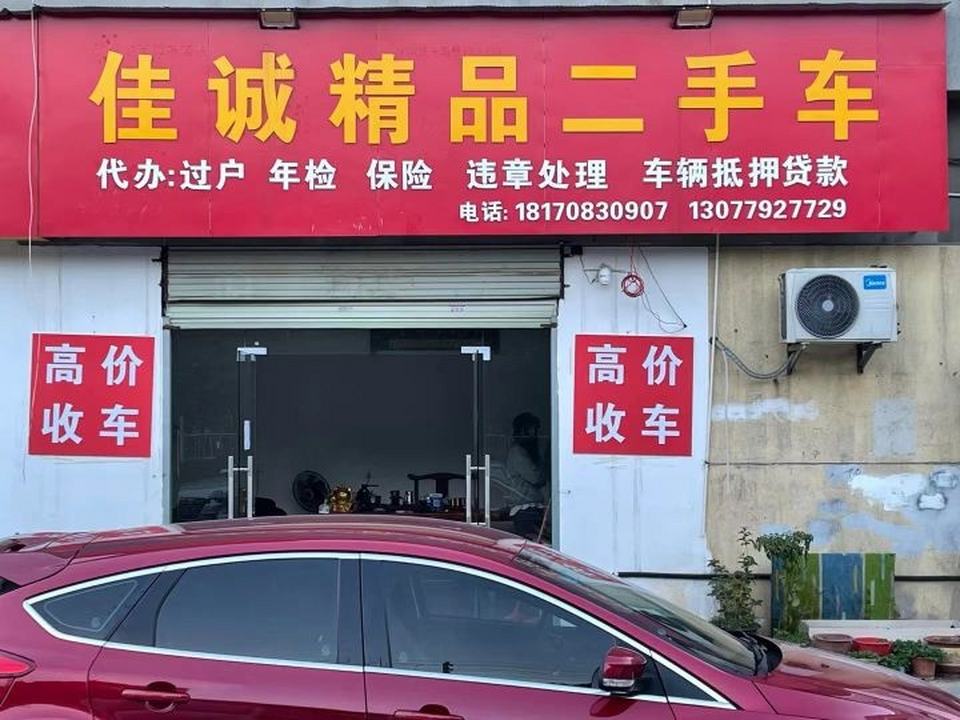 佳诚精品二手车
代办:过户 年检 保险 违章处理 车辆抵押贷款
电话: 18170830907 13077927729
高价
收车
高价
收车
Midea